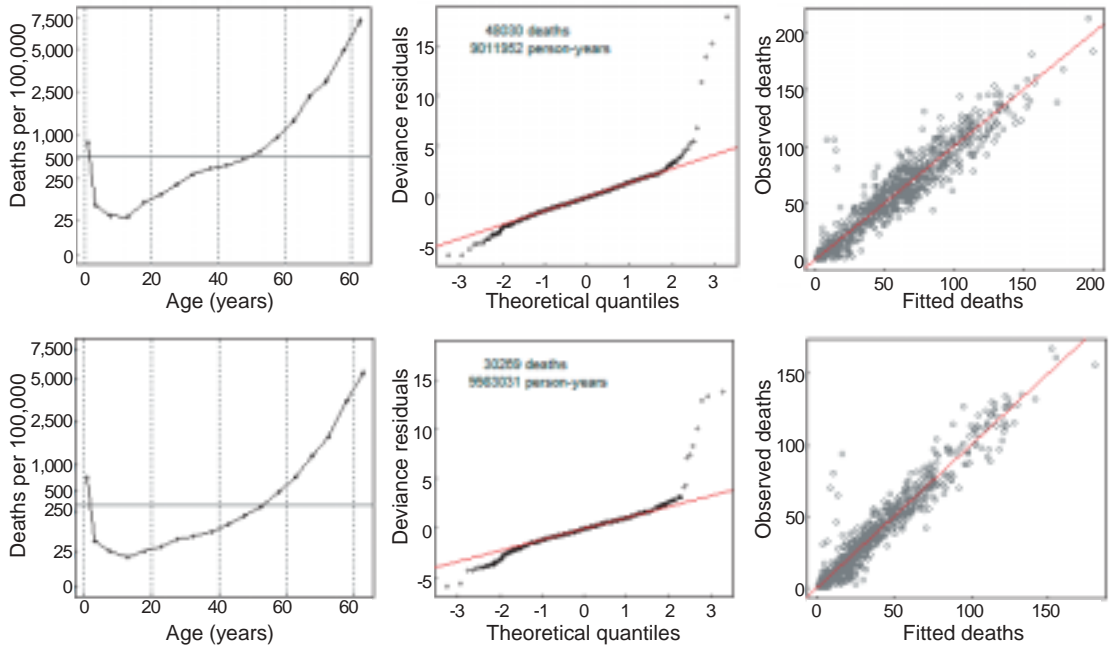 Deaths per 100,000
7,500
5,000
2,500
1,000
500
250
25
0
0 20 40 60 60
Age (years)
Deviance residuals
15
10
5
0
-5
48030 deaths
9011952 person-years
-3 -2 -1 0 1 2 3
Theoretical quantiles
Observed deaths
200
150
100
50
0
0 50 100 150 200
Fitted deaths
Deaths per 100,000
7,500
5,000
2,500
1,000
500
250
25
0
0 20 40 60 60
Age (years)
Deviance residuals
15
10
5
0
-5
30269 deaths
9563031 person-years
-3 -2 -1 0 1 2 3
Theoretical quantiles
Observed deaths
150
100
50
0
0 50 100 150
Fitted deaths